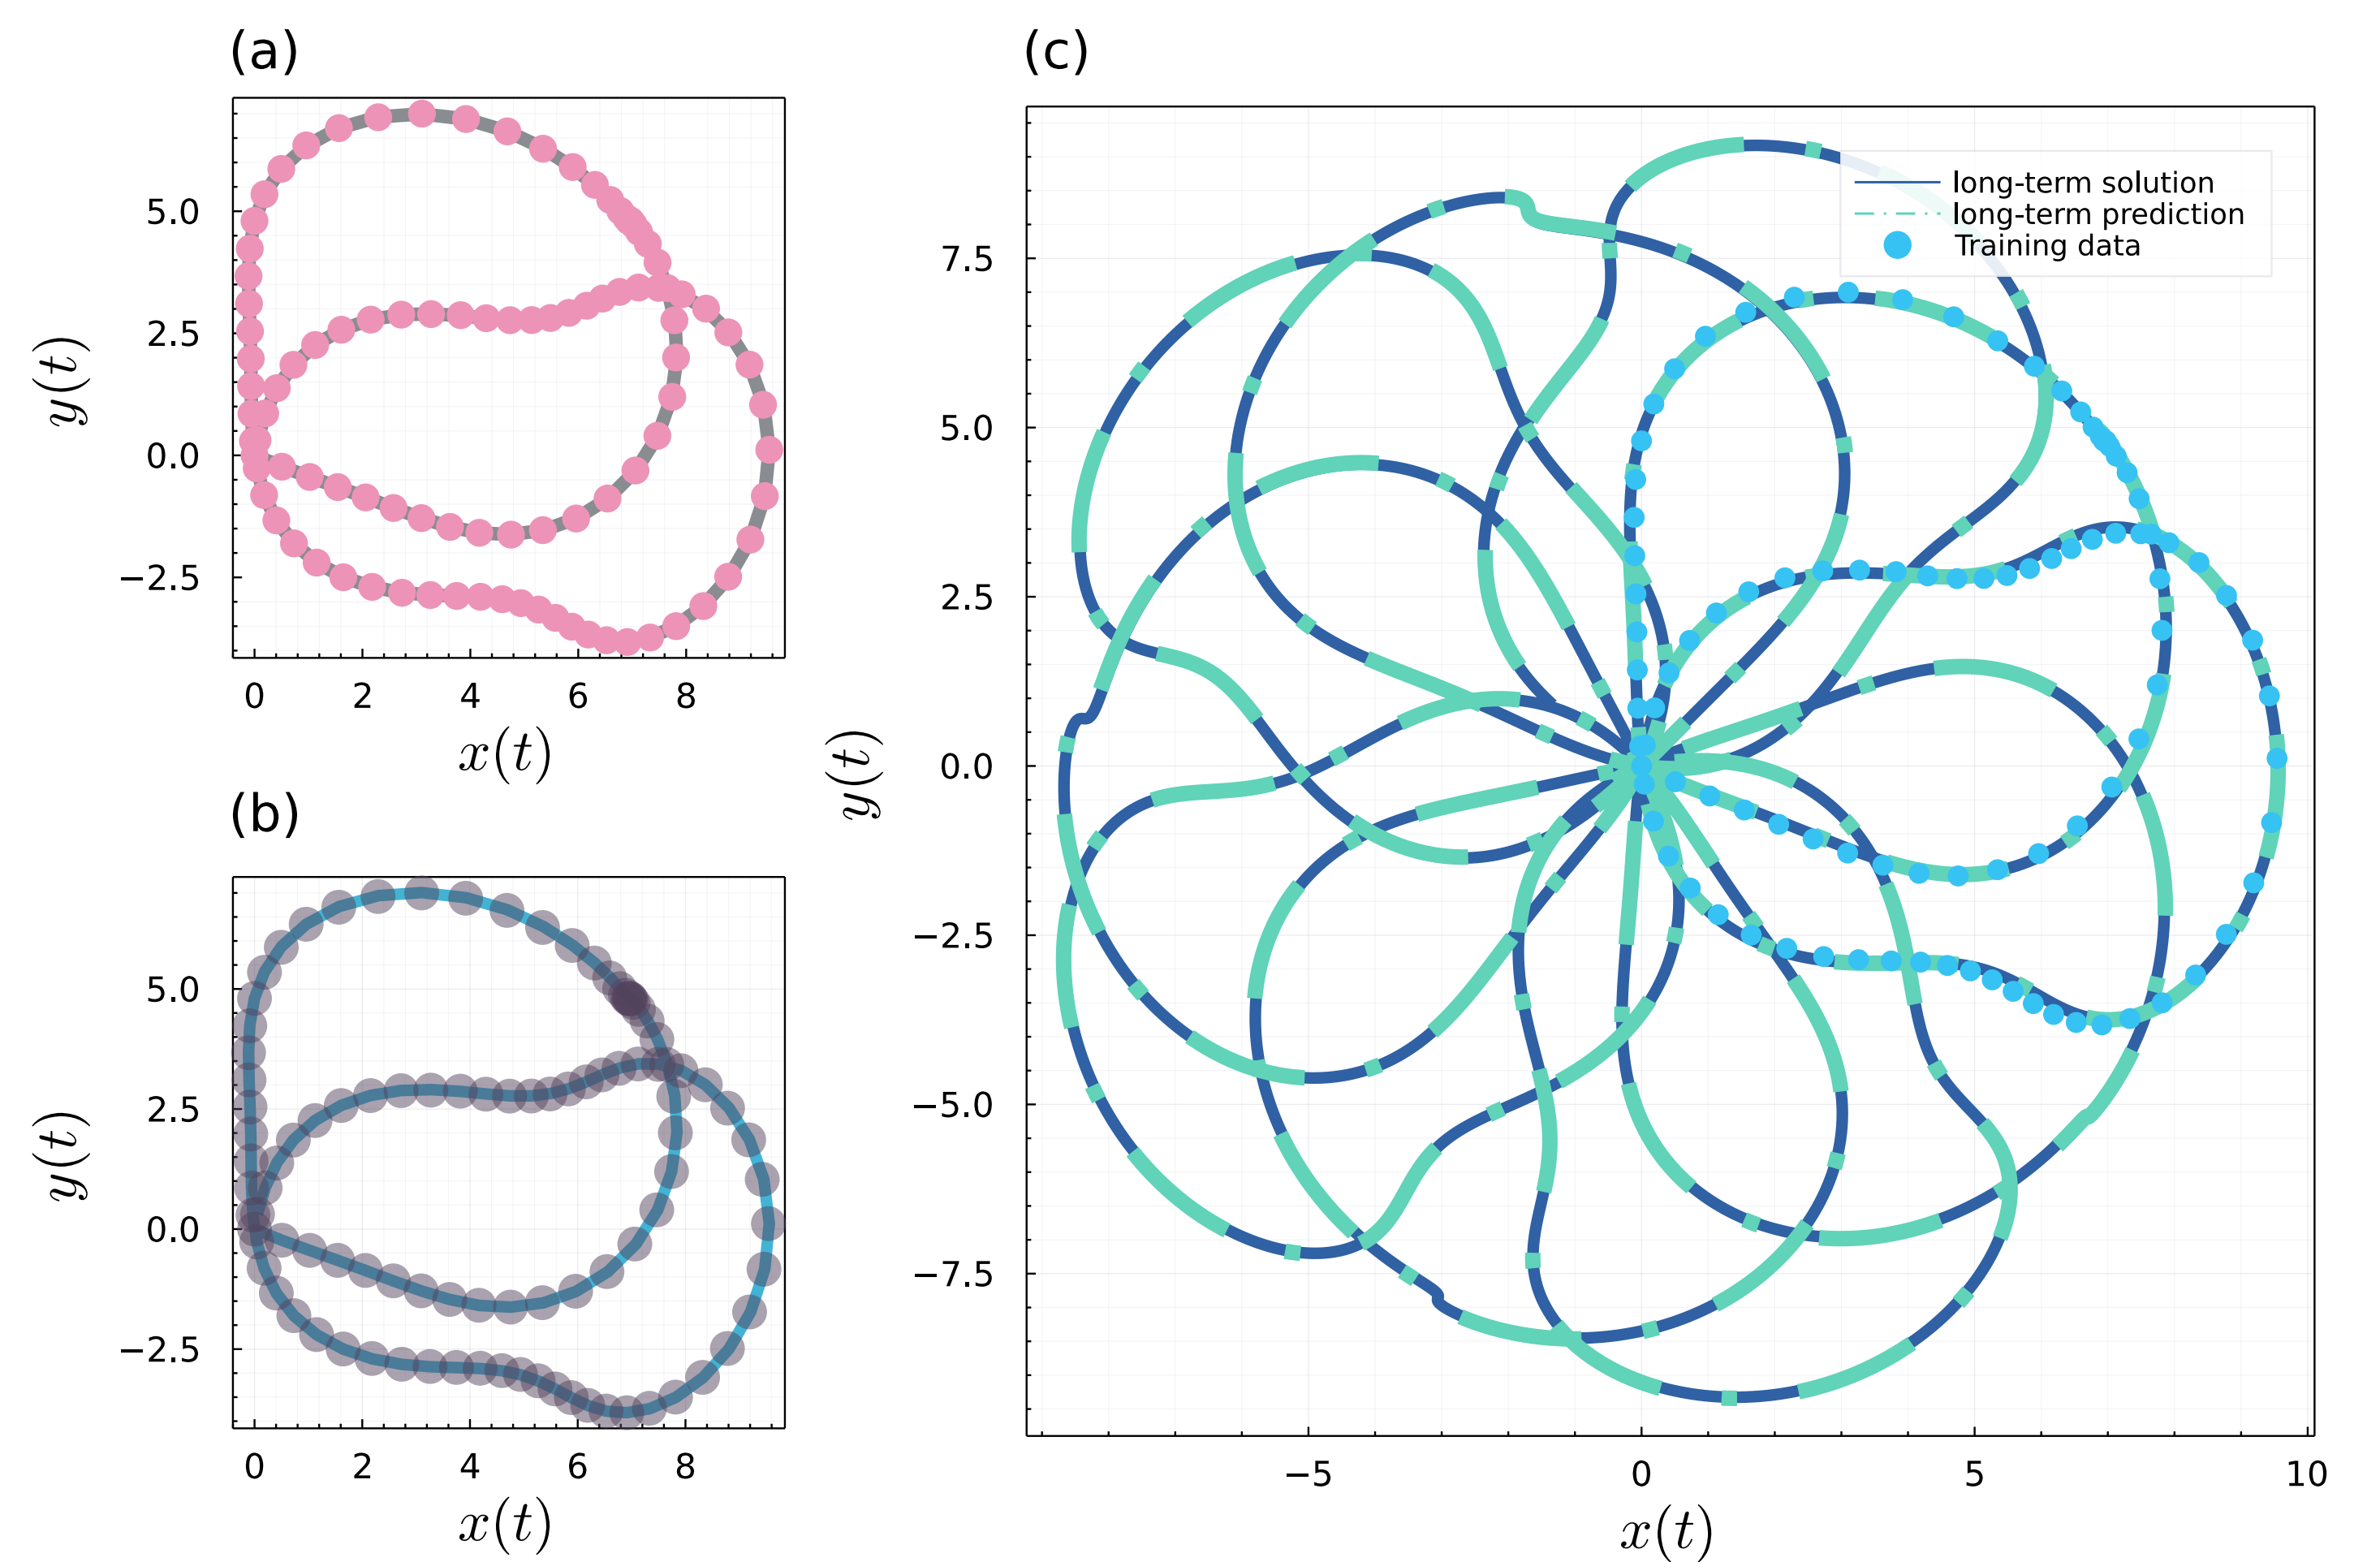 (a)
5.0
2.5
0.0
−2.5
y(t)
0 2 4 6 8
x(t)
(b)
5.0
2.5
0.0
−2.5
y(t)
0 2 4 6 8
x(t)
(c)
long-term solution
long-term prediction
Training data
7.5
5.0
2.5
0.0
−2.5
−5.0
−7.5
y(t)
−5 0 5 10
x(t)